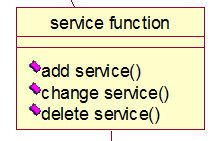 service function
add service()
change service()
delete service()